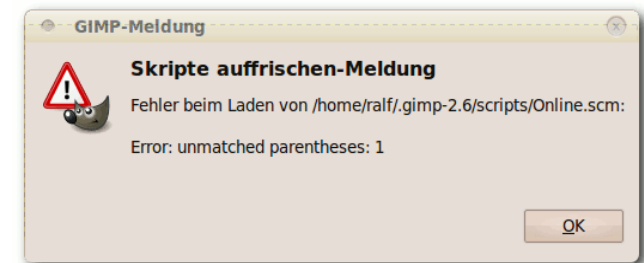 GIMP-Meldung
Skripte auffrischen-Meldung
Fehler beim Laden von /home/ralf/.gimp-2.6/scripts/Online.scm:
Error: unmatched parentheses: 1
OK